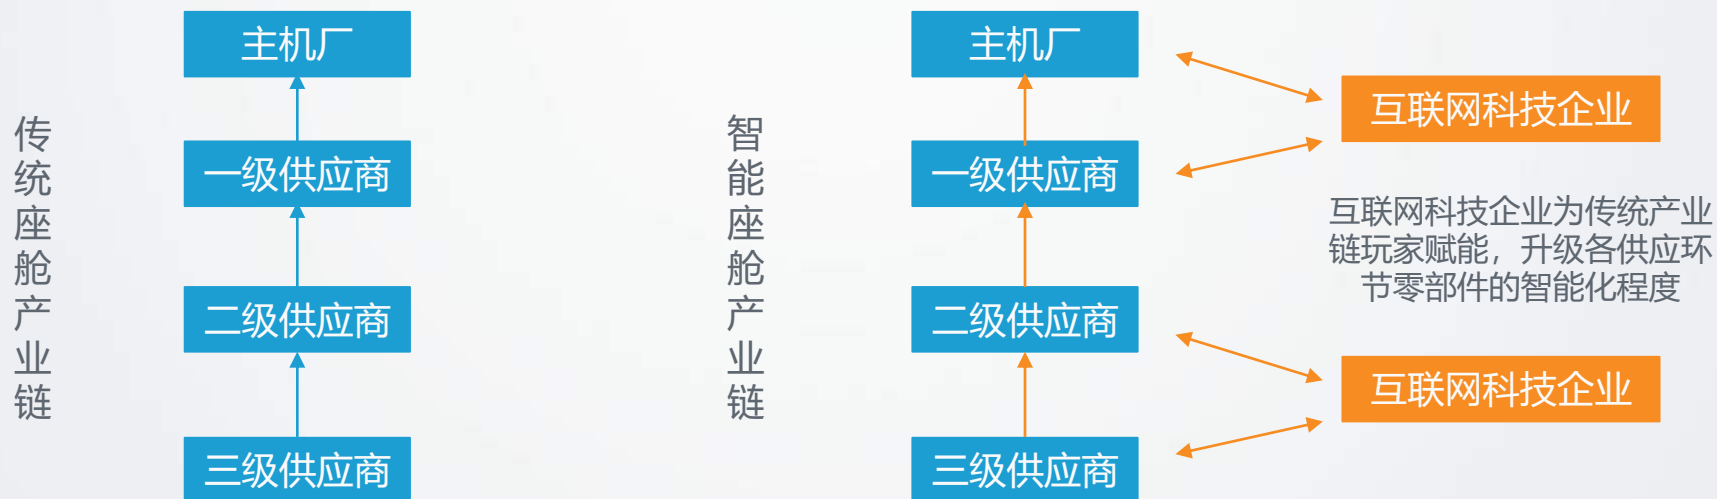 传统座舱产业链
主机厂
一级供应商
二级供应商
三级供应商
智能座舱产业链
主机厂
一级供应商
二级供应商
三级供应商
互联网科技企业
互联网科技企业为传统产业
链玩家赋能，升级各供应环
节零部件的智能化程度
互联网科技企业